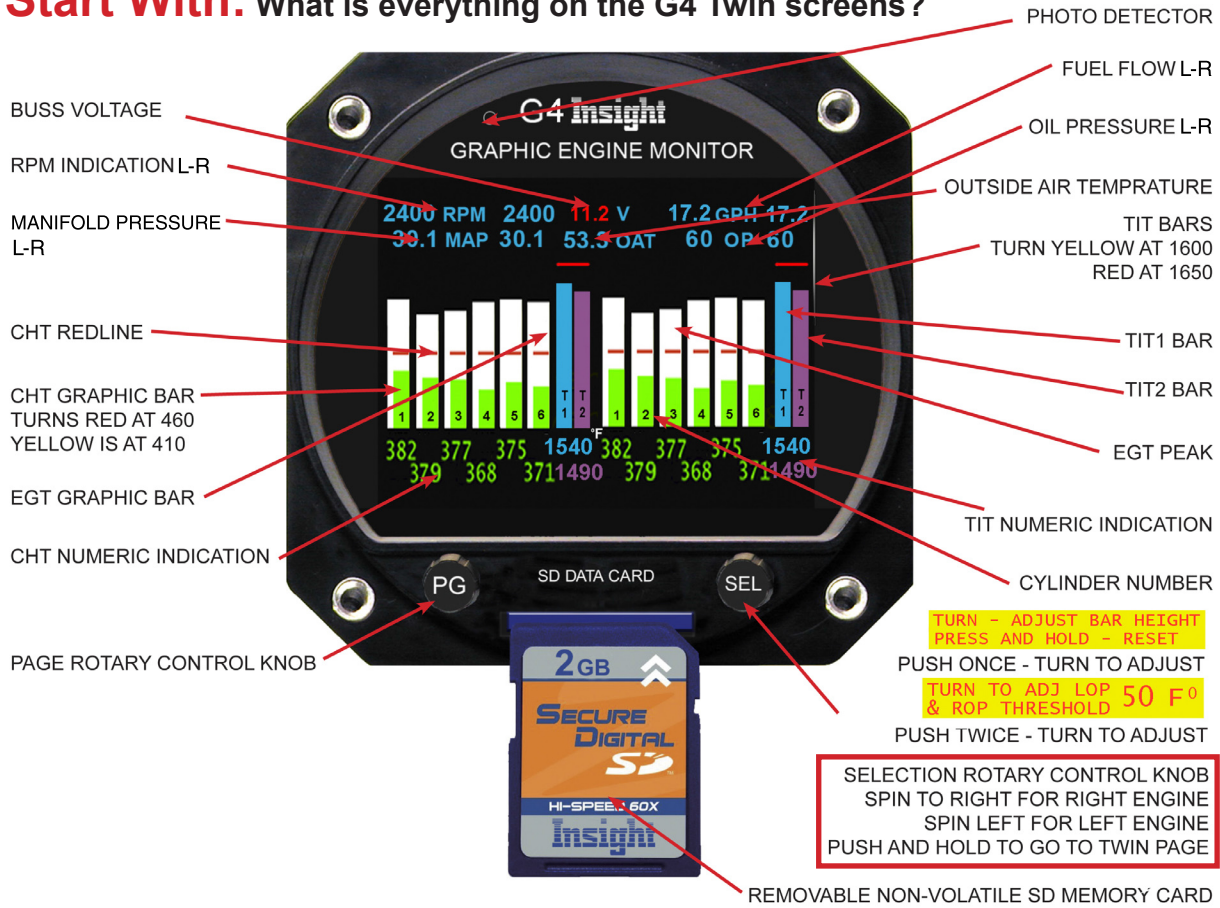 Start With: What is everything on the G4 Twin screens?
PHOTO DETECTOR
FUEL FLOW L-R
OIL PRESSURE L-R
OUTSIDE AIR TEMPRATURE
TIT BARS
TURN YELLOW AT 1600
RED AT 1650
TIT1 BAR
TIT2 BAR
EGT PEAK
TIT NUMERIC INDICATION
CYLINDER NUMBER
BUSS VOLTAGE
RPM INDICATION L-R
MANIFOLD PRESSURE
L-R
CHT REDLINE
CHT GRAPHIC BAR
TURNS RED AT 460
YELLOW IS AT 410
EGT GRAPHIC BAR
CHT NUMERIC INDICATION
PAGE ROTARY CONTROL KNOB
G4 Insight
GRAPHIC ENGINE MONITOR
2400 RPM 2400 11.2 V 17.2 GPH 17.2
30.1 MAP 30.1 53.3 OAT 60 OP 60
1 2 3 4 5 6 T1 T2 1 2 3 4 5 6 T1 T2
382 377 375 1540 °F 382 377 375 1540
379 368 371 1490 379 368 371 1490
PG SD DATA CARD SEL
2GB
SECURE
DIGITAL
SD
HI-SPEED 60X
Insight
TURN - ADJUST BAR HEIGHT
PRESS AND HOLD - RESET
PUSH ONCE - TURN TO ADJUST
TURN TO ADJ LOP 50 F°
& ROP THRESHOLD
PUSH TWICE - TURN TO ADJUST
SELECTION ROTARY CONTROL KNOB
SPIN TO RIGHT FOR RIGHT ENGINE
SPIN LEFT FOR LEFT ENGINE
PUSH AND HOLD TO GO TO TWIN PAGE
REMOVABLE NON-VOLATILE SD MEMORY CARD